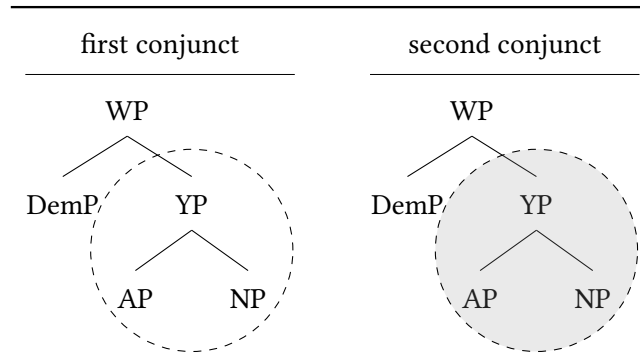 first conjunct second conjunct
WP WP
DemP YP DemP YP
AP NP AP NP